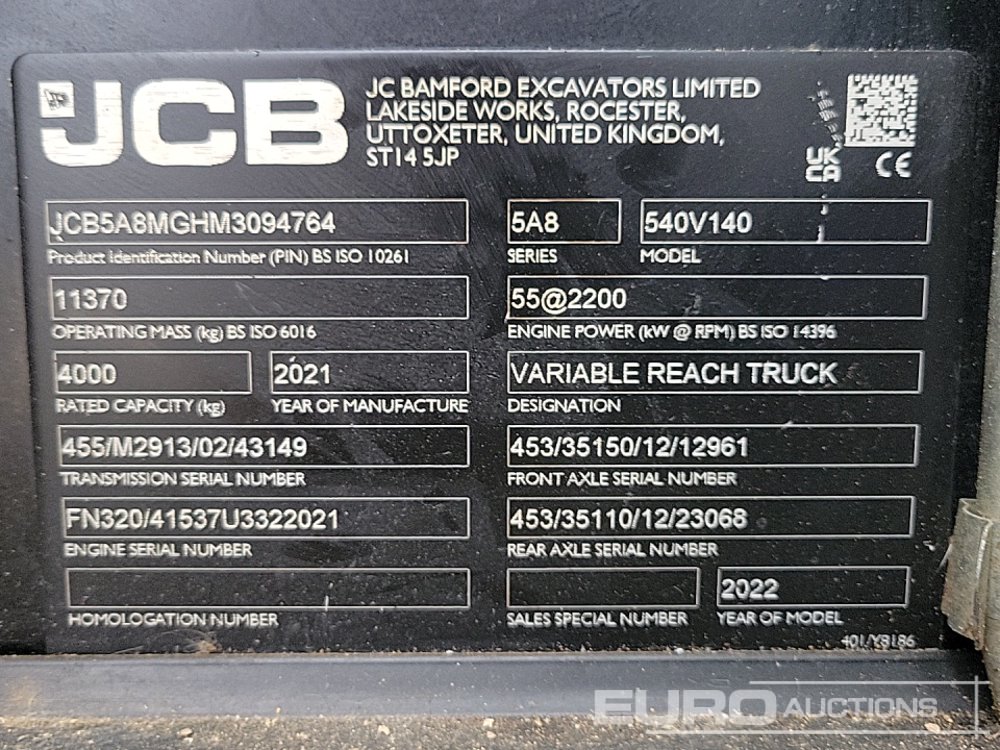 JCB
JC BAMFORD EXCAVATORS LIMITED
LAKESIDE WORKS, ROCESTER,
UTTOXETER, UNITED KINGDOM,
ST14 5JP
UK
CA CE
JCB5A8MGHM3094764 5A8 540V140
Product Identification Number (PIN) BS ISO 10261 SERIES MODEL
11370 55@2200
OPERATING MASS (kg) BS ISO 6016 ENGINE POWER (kW @ RPM) BS ISO 14396
4000 2021 VARIABLE REACH TRUCK
RATED CAPACITY (kg) YEAR OF MANUFACTURE DESIGNATION
455/M2913/02/43149 453/35150/12/12961
TRANSMISSION SERIAL NUMBER FRONT AXLE SERIAL NUMBER
FN320/41537U3322021 453/35110/12/23068
ENGINE SERIAL NUMBER REAR AXLE SERIAL NUMBER
2022
HOMOLOGATION NUMBER SALES SPECIAL NUMBER YEAR OF MODEL
401/Y8186
EURO AUCTIONS